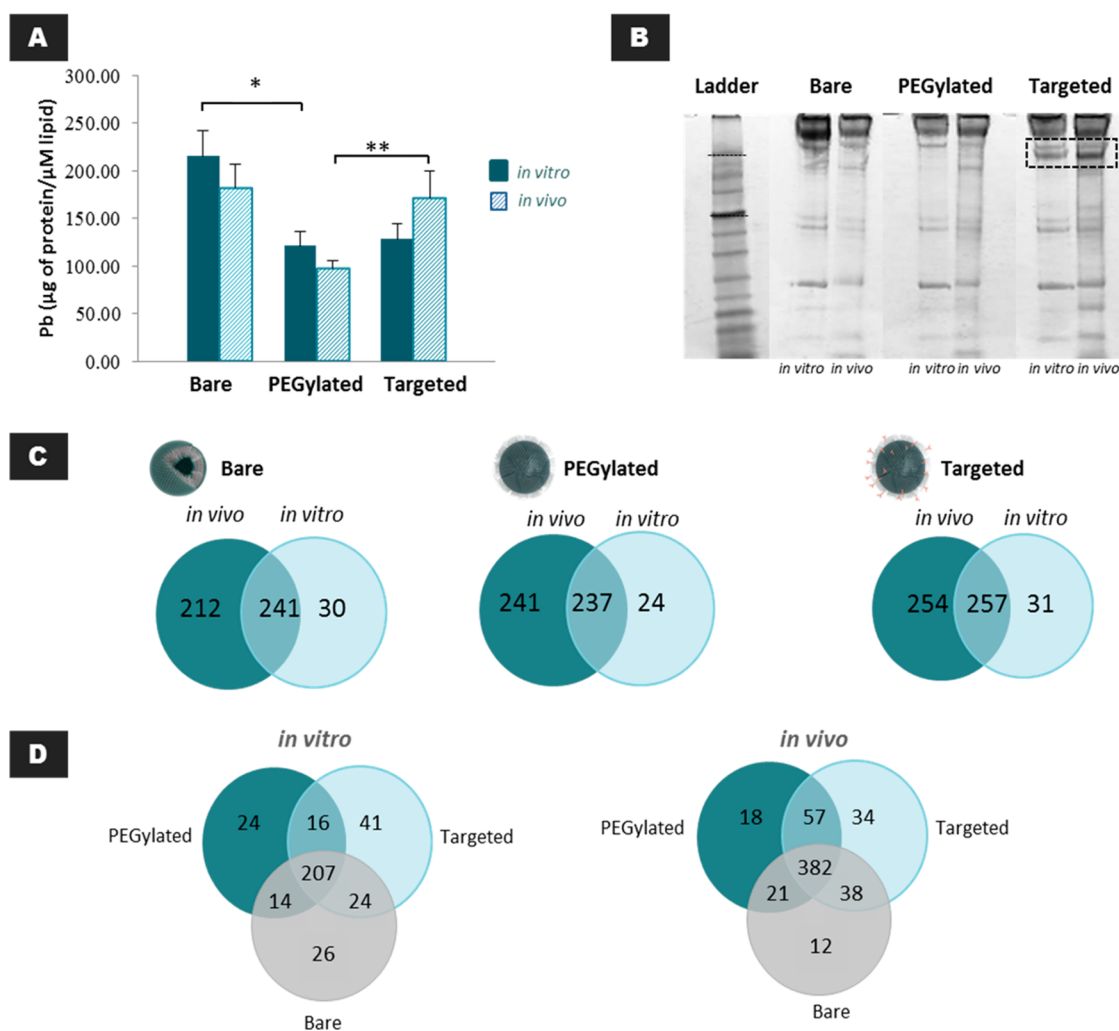 A
300.00
250.00
200.00
150.00
100.00
50.00
0.00
Pb (µg of protein/µM lipid)
*
**
in vitro
in vivo
Bare PEGylated Targeted
B
Ladder Bare PEGylated Targeted
in vitro in vivo in vitro in vivo in vitro in vivo
C
Bare
in vivo in vitro
212 241 30
PEGylated
in vivo in vitro
241 237 24
Targeted
in vivo in vitro
254 257 31
D
in vitro
PEGylated
24 16 41
Targeted
207
14 24
26
Bare
in vivo
PEGylated
18 57 34
Targeted
382
21 38
12
Bare